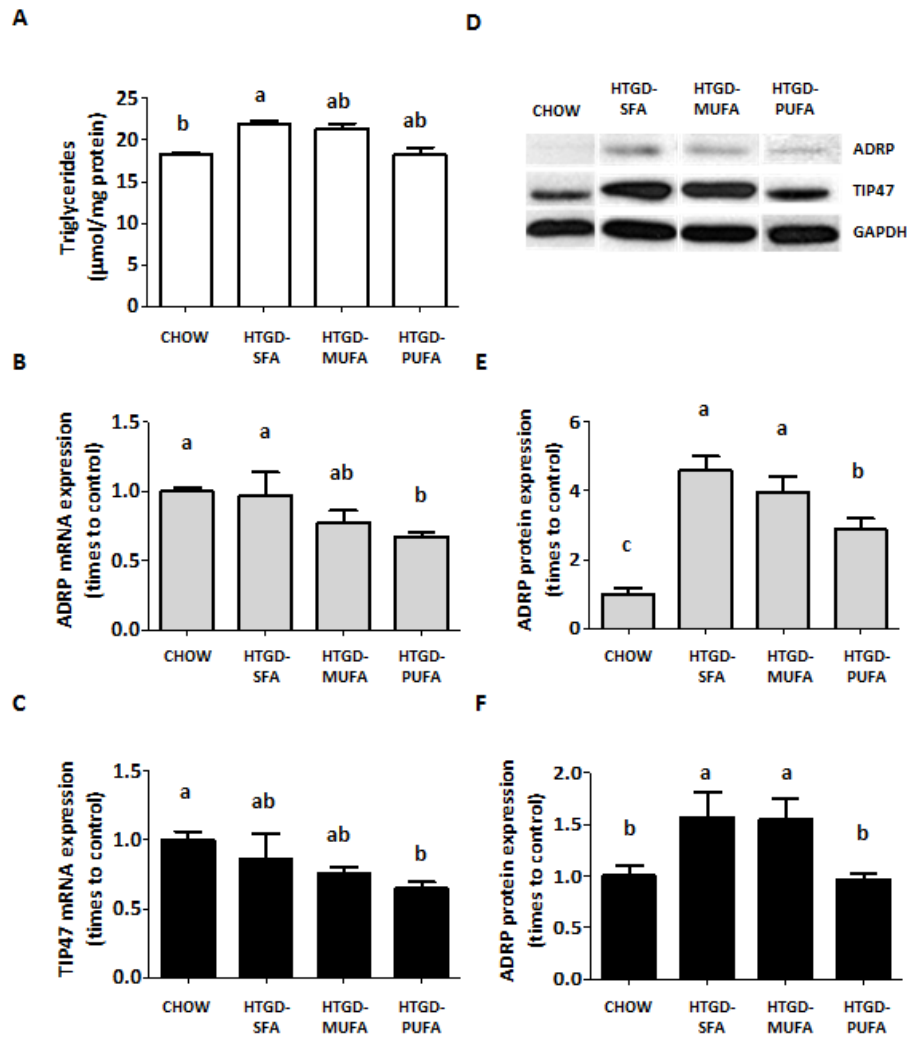 A
Triglycerides
(µmol/mg protein)
25
20
15
10
5
0
b
a
ab
ab
CHOW
HTGD-
SFA
HTGD-
MUFA
HTGD-
PUFA
D
CHOW
HTGD-
SFA
HTGD-
MUFA
HTGD-
PUFA
ADRP
TIP47
GAPDH
B
ADRP mRNA expression
(times to control)
1.5
1.0
0.5
0.0
a
a
ab
b
CHOW
HTGD-
SFA
HTGD-
MUFA
HTGD-
PUFA
E
ADRP protein expression
(times to control)
6
4
2
0
c
a
a
b
CHOW
HTGD-
SFA
HTGD-
MUFA
HTGD-
PUFA
C
TIP47 mRNA expression
(times to control)
1.5
1.0
0.5
0.0
a
ab
ab
b
CHOW
HTGD-
SFA
HTGD-
MUFA
HTGD-
PUFA
F
ADRP protein expression
(times to control)
2.0
1.5
1.0
0.5
0.0
b
a
a
b
CHOW
HTGD-
SFA
HTGD-
MUFA
HTGD-
PUFA